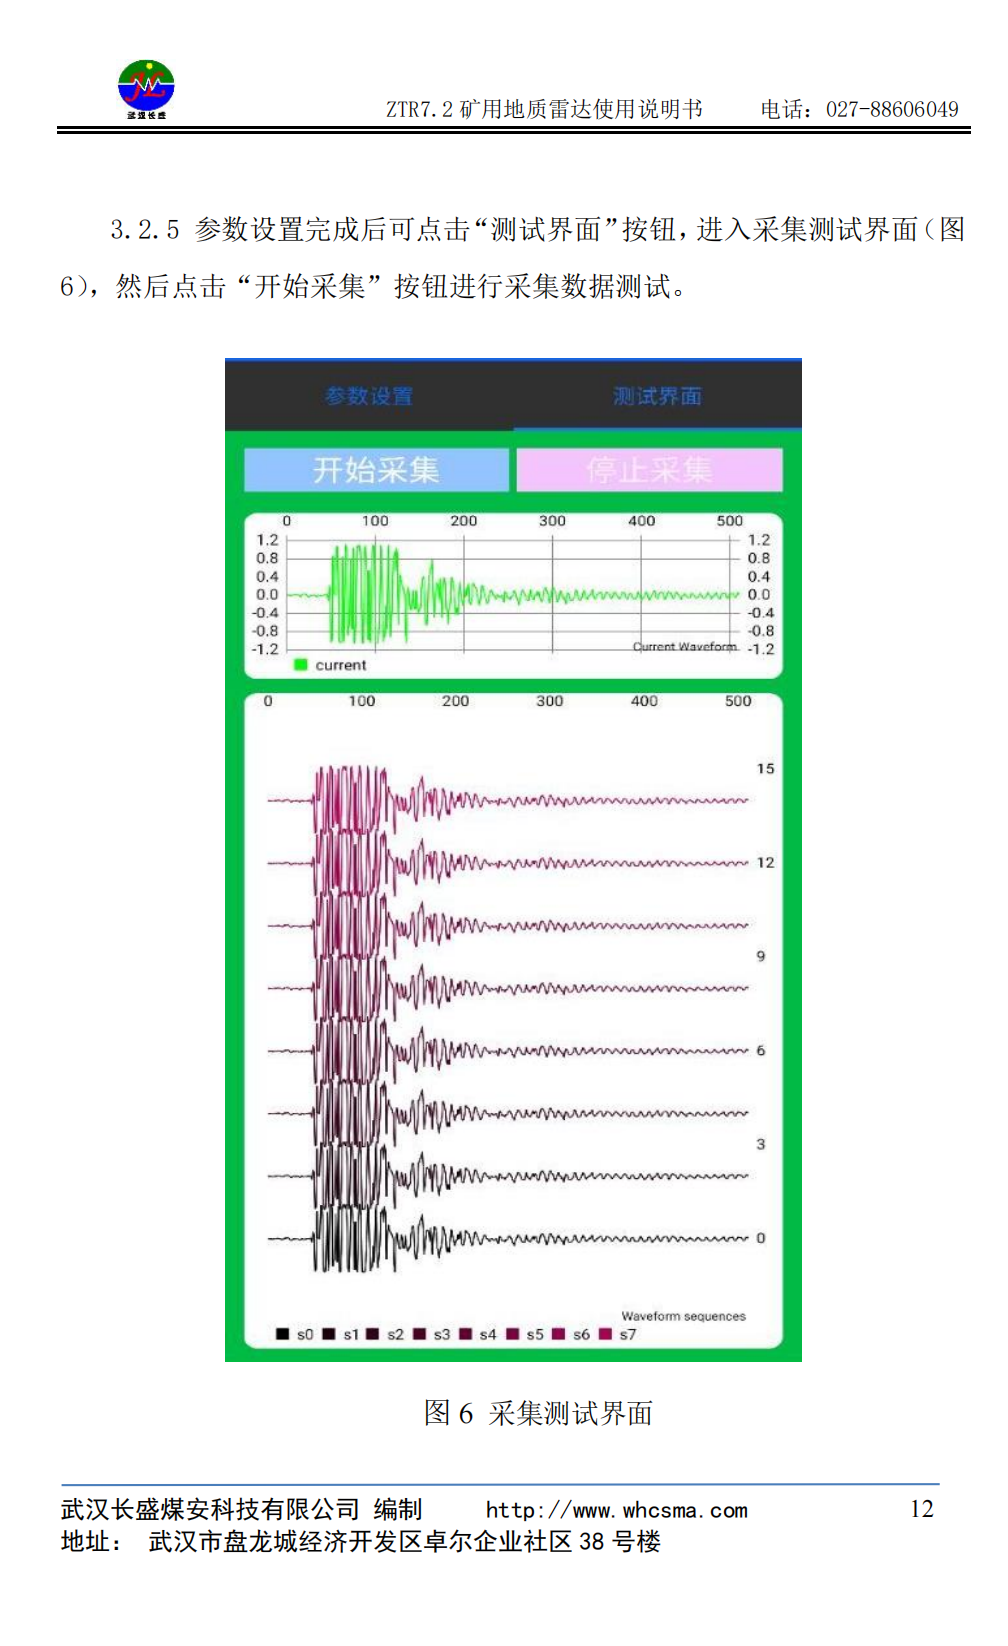 武汉长盛
ZTR7.2 矿用地质雷达使用说明书 电话：027-88606049
3.2.5 参数设置完成后可点击“测试界面”按钮，进入采集测试界面（图
6），然后点击“开始采集”按钮进行采集数据测试。
参数设置 测试界面
开始采集 停止采集
0 100 200 300 400 500
1.2 1.2
0.8 0.8
0.4 0.4
0.0 0.0
-0.4 -0.4
-0.8 -0.8
Current Waveform
-1.2 -1.2
current
0 100 200 300 400 500
15
12
9
6
3
0
Waveform sequences
s0 s1 s2 s3 s4 s5 s6 s7
图 6 采集测试界面
武汉长盛煤安科技有限公司 编制 http://www.whcsma.com 12
地址： 武汉市盘龙城经济开发区卓尔企业社区 38 号楼